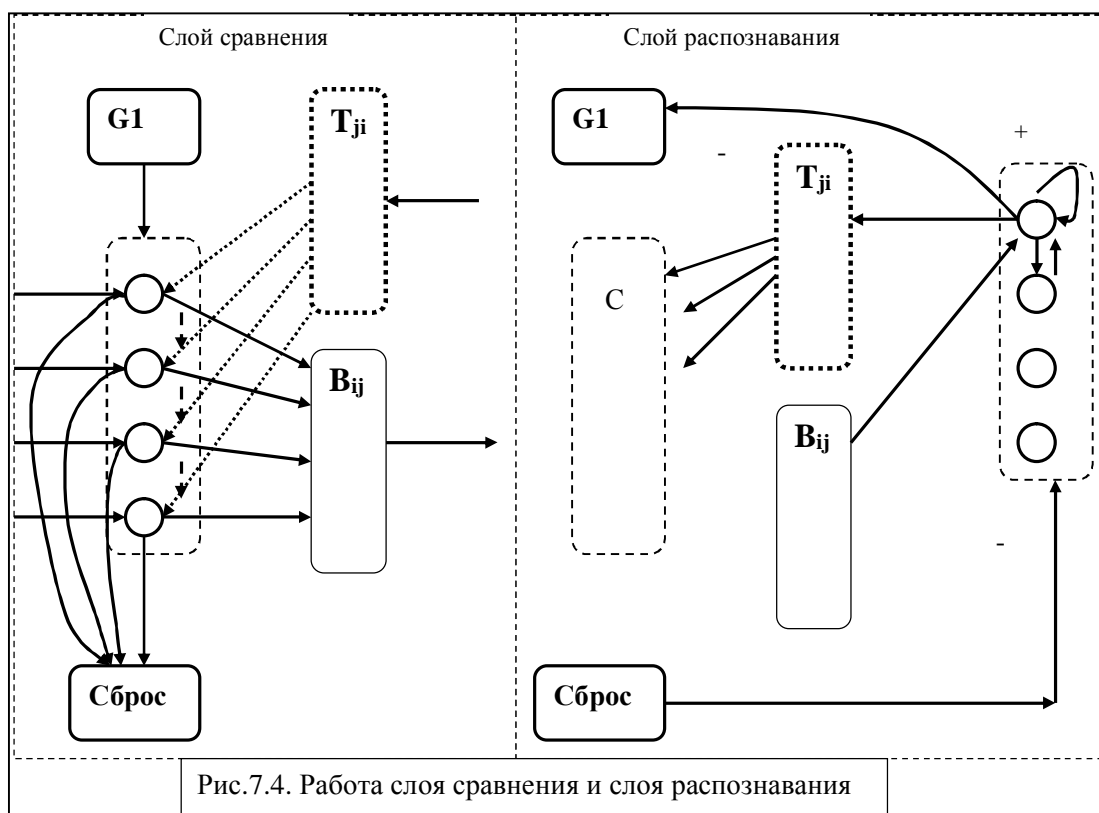 Слой сравнения
G1
Tji
Bij
Сброс
Слой распознавания
G1
-
+
Tji
C
Bij
-
Сброс
Рис.7.4. Работа слоя сравнения и слоя распознавания